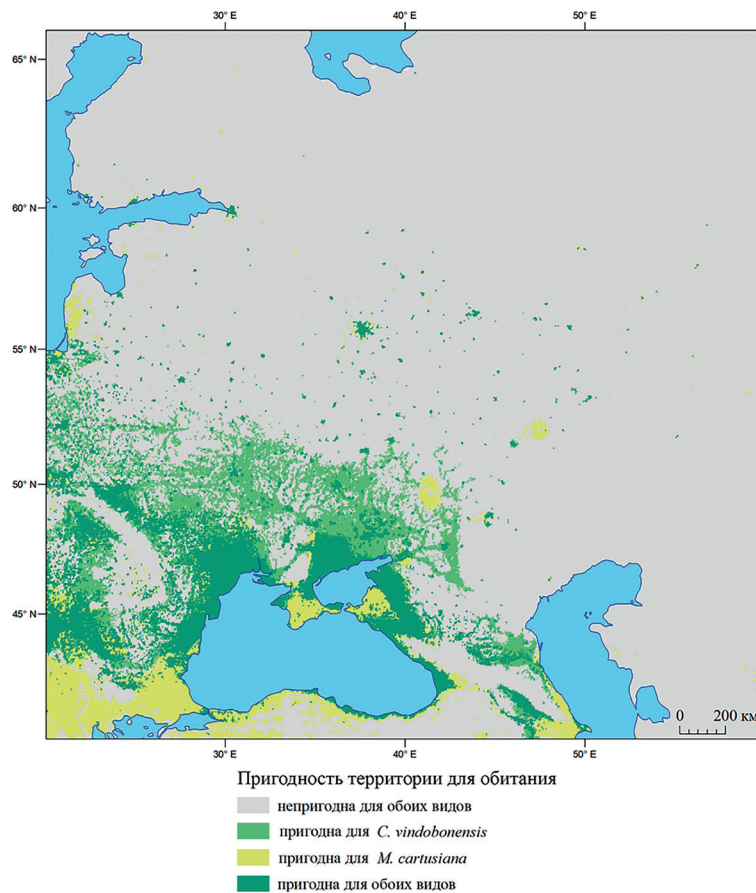 30° E 40° E 50° E
65° N
60° N
55° N
50° N
45° N
0 200 км
30° E 40° E 50° E
Пригодность территории для обитания
непригодна для обоих видов
пригодна для C. vindobonensis
пригодна для M. cartusiana
пригодна для обоих видов